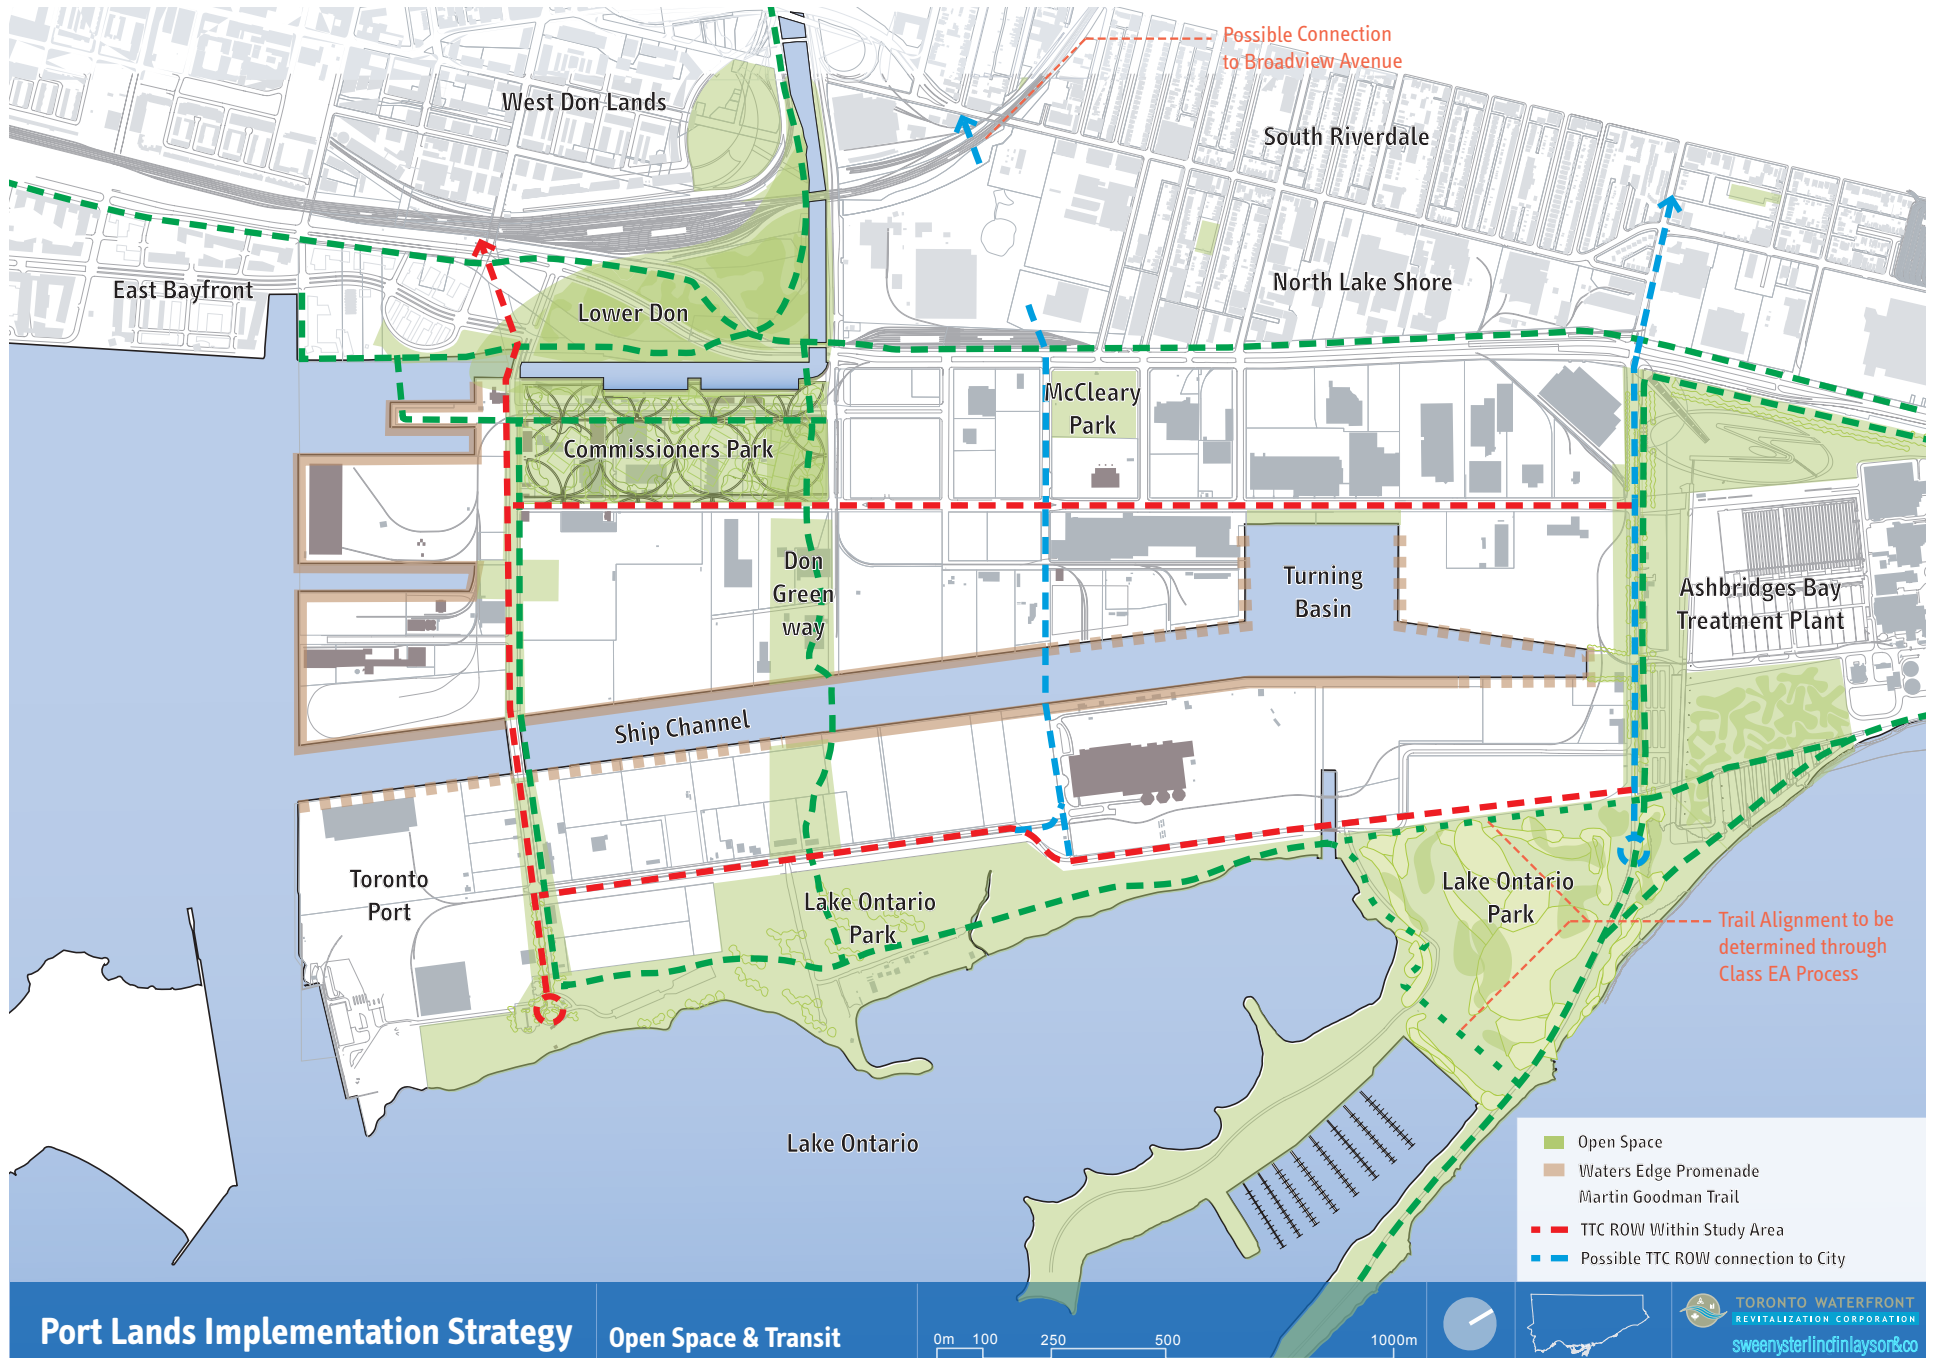 Possible Connection
to Broadview Avenue
West Don Lands
South Riverdale
East Bayfront
Lower Don
North Lake Shore
McCleary
Park
Commissioners Park
Don
Green
way
Turning
Basin
Ashbridges Bay
Treatment Plant
Ship Channel
Toronto
Port
Lake Ontario
Park
Lake Ontario
Park
Trail Alignment to be
determined through
Class EA Process
Lake Ontario
Open Space
Waters Edge Promenade
Martin Goodman Trail
TTC ROW Within Study Area
Possible TTC ROW connection to City
Port Lands Implementation Strategy
Open Space & Transit
0m 100 250 500 1000m
TORONTO WATERFRONT
REVITALIZATION CORPORATION
sweenysterlinfinlayson&co